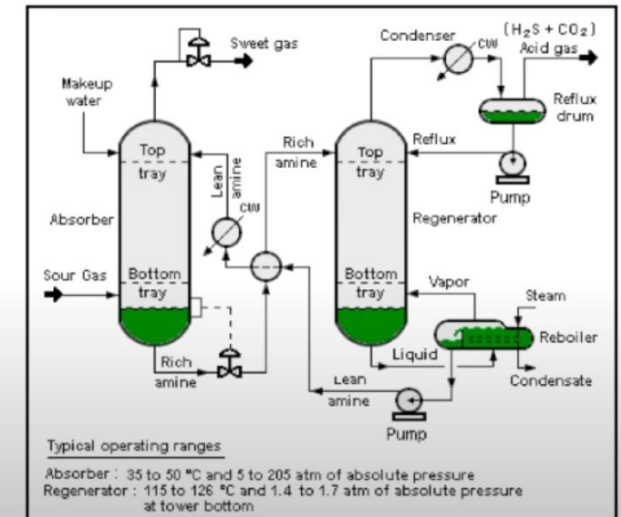 Sweet gas
Makeup
water
Top
tray
Lean
amine
CW
Absorber
Sour Gas
Bottom
tray
Rich
amine
Rich
amine
Condenser
CW
(H₂S + CO₂)
Acid gas
Reflux
drum
Reflux
Pump
Top
tray
Regenerator
Bottom
tray
Vapor
Steam
Reboiler
Liquid
Condensate
Lean
amine
Pump
Typical operating ranges
Absorber : 35 to 50 °C and 5 to 205 atm of absolute pressure
Regenerator : 115 to 126 °C and 1.4 to 1.7 atm of absolute pressure
at tower bottom